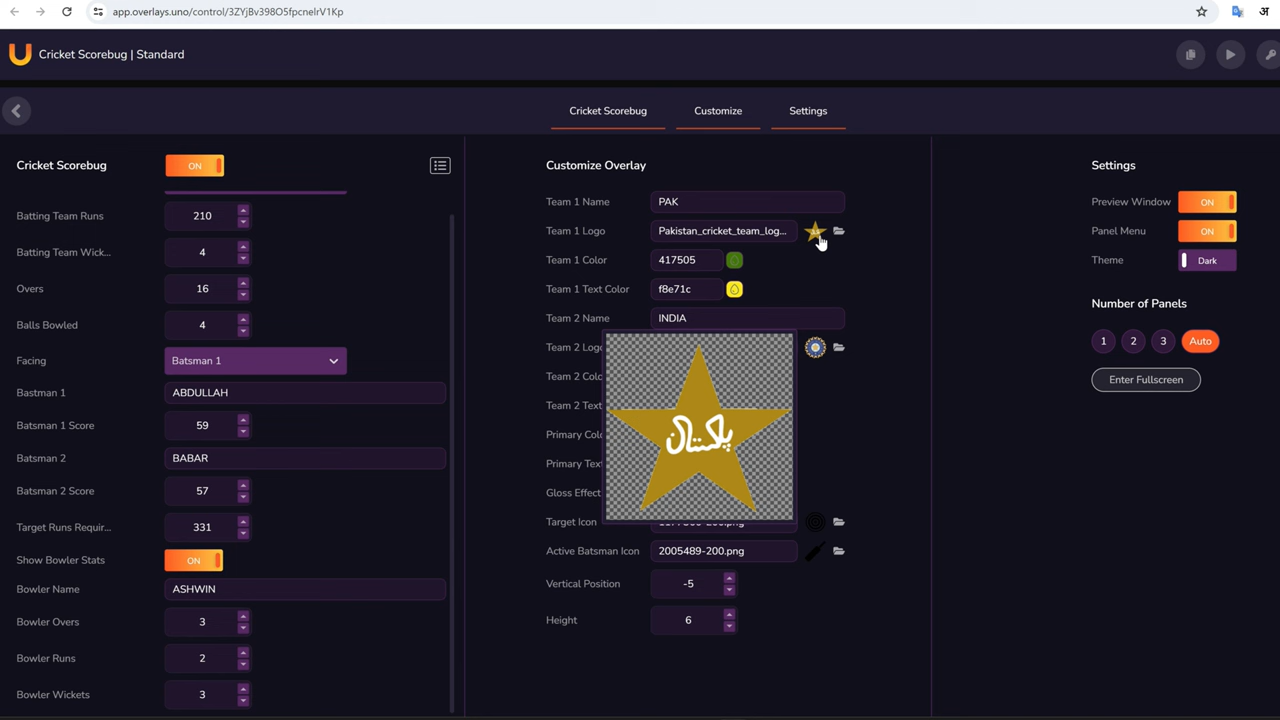 app.overlays.uno/control/3ZYjBv398O5fpcnelrV1Kp
अ
Cricket Scorebug | Standard
Cricket Scorebug
Customize
Settings
Cricket Scorebug
ON
Batting Team Runs
210
Batting Team Wick...
4
Overs
16
Balls Bowled
4
Facing
Batsman 1
Bastman 1
ABDULLAH
Batsman 1 Score
59
Batsman 2
BABAR
Batsman 2 Score
57
Target Runs Requir...
331
Show Bowler Stats
ON
Bowler Name
ASHWIN
Bowler Overs
3
Bowler Runs
2
Bowler Wickets
3
Customize Overlay
Team 1 Name
PAK
Team 1 Logo
Pakistan_cricket_team_log...
Team 1 Color
417505
Team 1 Text Color
f8e71c
Team 2 Name
INDIA
Team 2 Logo
Team 2 Colo
Team 2 Text
Primary Colo
Primary Text
Gloss Effect
پاکستان
Target Icon
Active Batsman Icon
2005489-200.png
Vertical Position
-5
Height
6
Settings
Preview Window
ON
Panel Menu
ON
Theme
Dark
Number of Panels
1
2
3
Auto
Enter Fullscreen